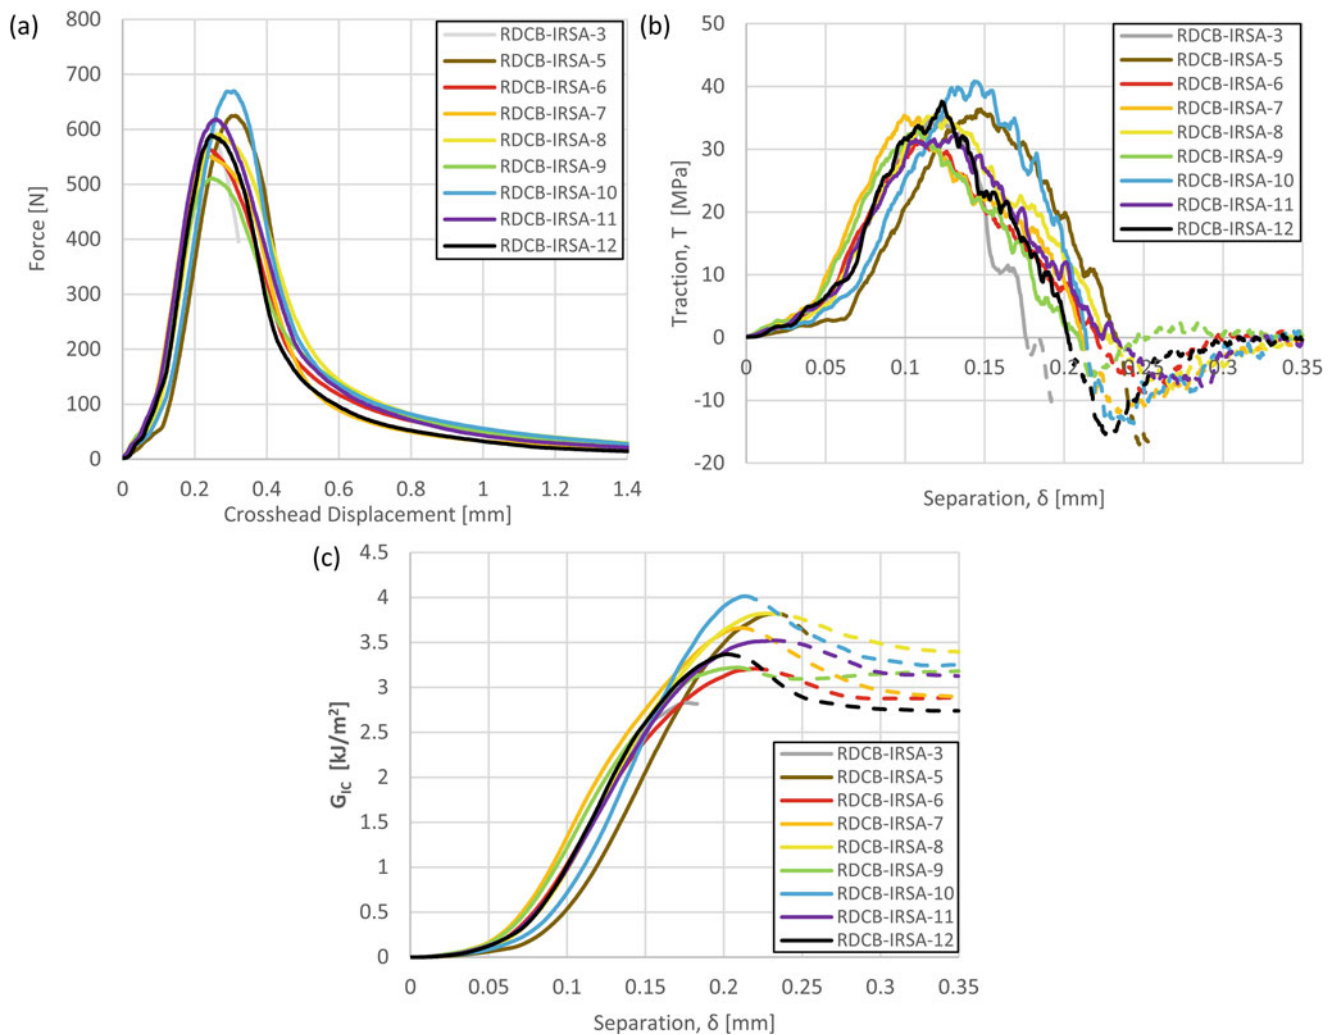 (a)
800
700
600
500
400
300
200
100
0
Force [N]
0 0.2 0.4 0.6 0.8 1 1.2 1.4
Crosshead Displacement [mm]
RDCB-IRSA-3
RDCB-IRSA-5
RDCB-IRSA-6
RDCB-IRSA-7
RDCB-IRSA-8
RDCB-IRSA-9
RDCB-IRSA-10
RDCB-IRSA-11
RDCB-IRSA-12
(b)
50
40
30
20
10
0
-10
-20
Traction, T [MPa]
0 0.05 0.1 0.15 0.2 0.25 0.3 0.35
Separation, δ [mm]
RDCB-IRSA-3
RDCB-IRSA-5
RDCB-IRSA-6
RDCB-IRSA-7
RDCB-IRSA-8
RDCB-IRSA-9
RDCB-IRSA-10
RDCB-IRSA-11
RDCB-IRSA-12
(c)
4.5
4
3.5
3
2.5
2
1.5
1
0.5
0
G_IC [kJ/m²]
0 0.05 0.1 0.15 0.2 0.25 0.3 0.35
Separation, δ [mm]
RDCB-IRSA-3
RDCB-IRSA-5
RDCB-IRSA-6
RDCB-IRSA-7
RDCB-IRSA-8
RDCB-IRSA-9
RDCB-IRSA-10
RDCB-IRSA-11
RDCB-IRSA-12